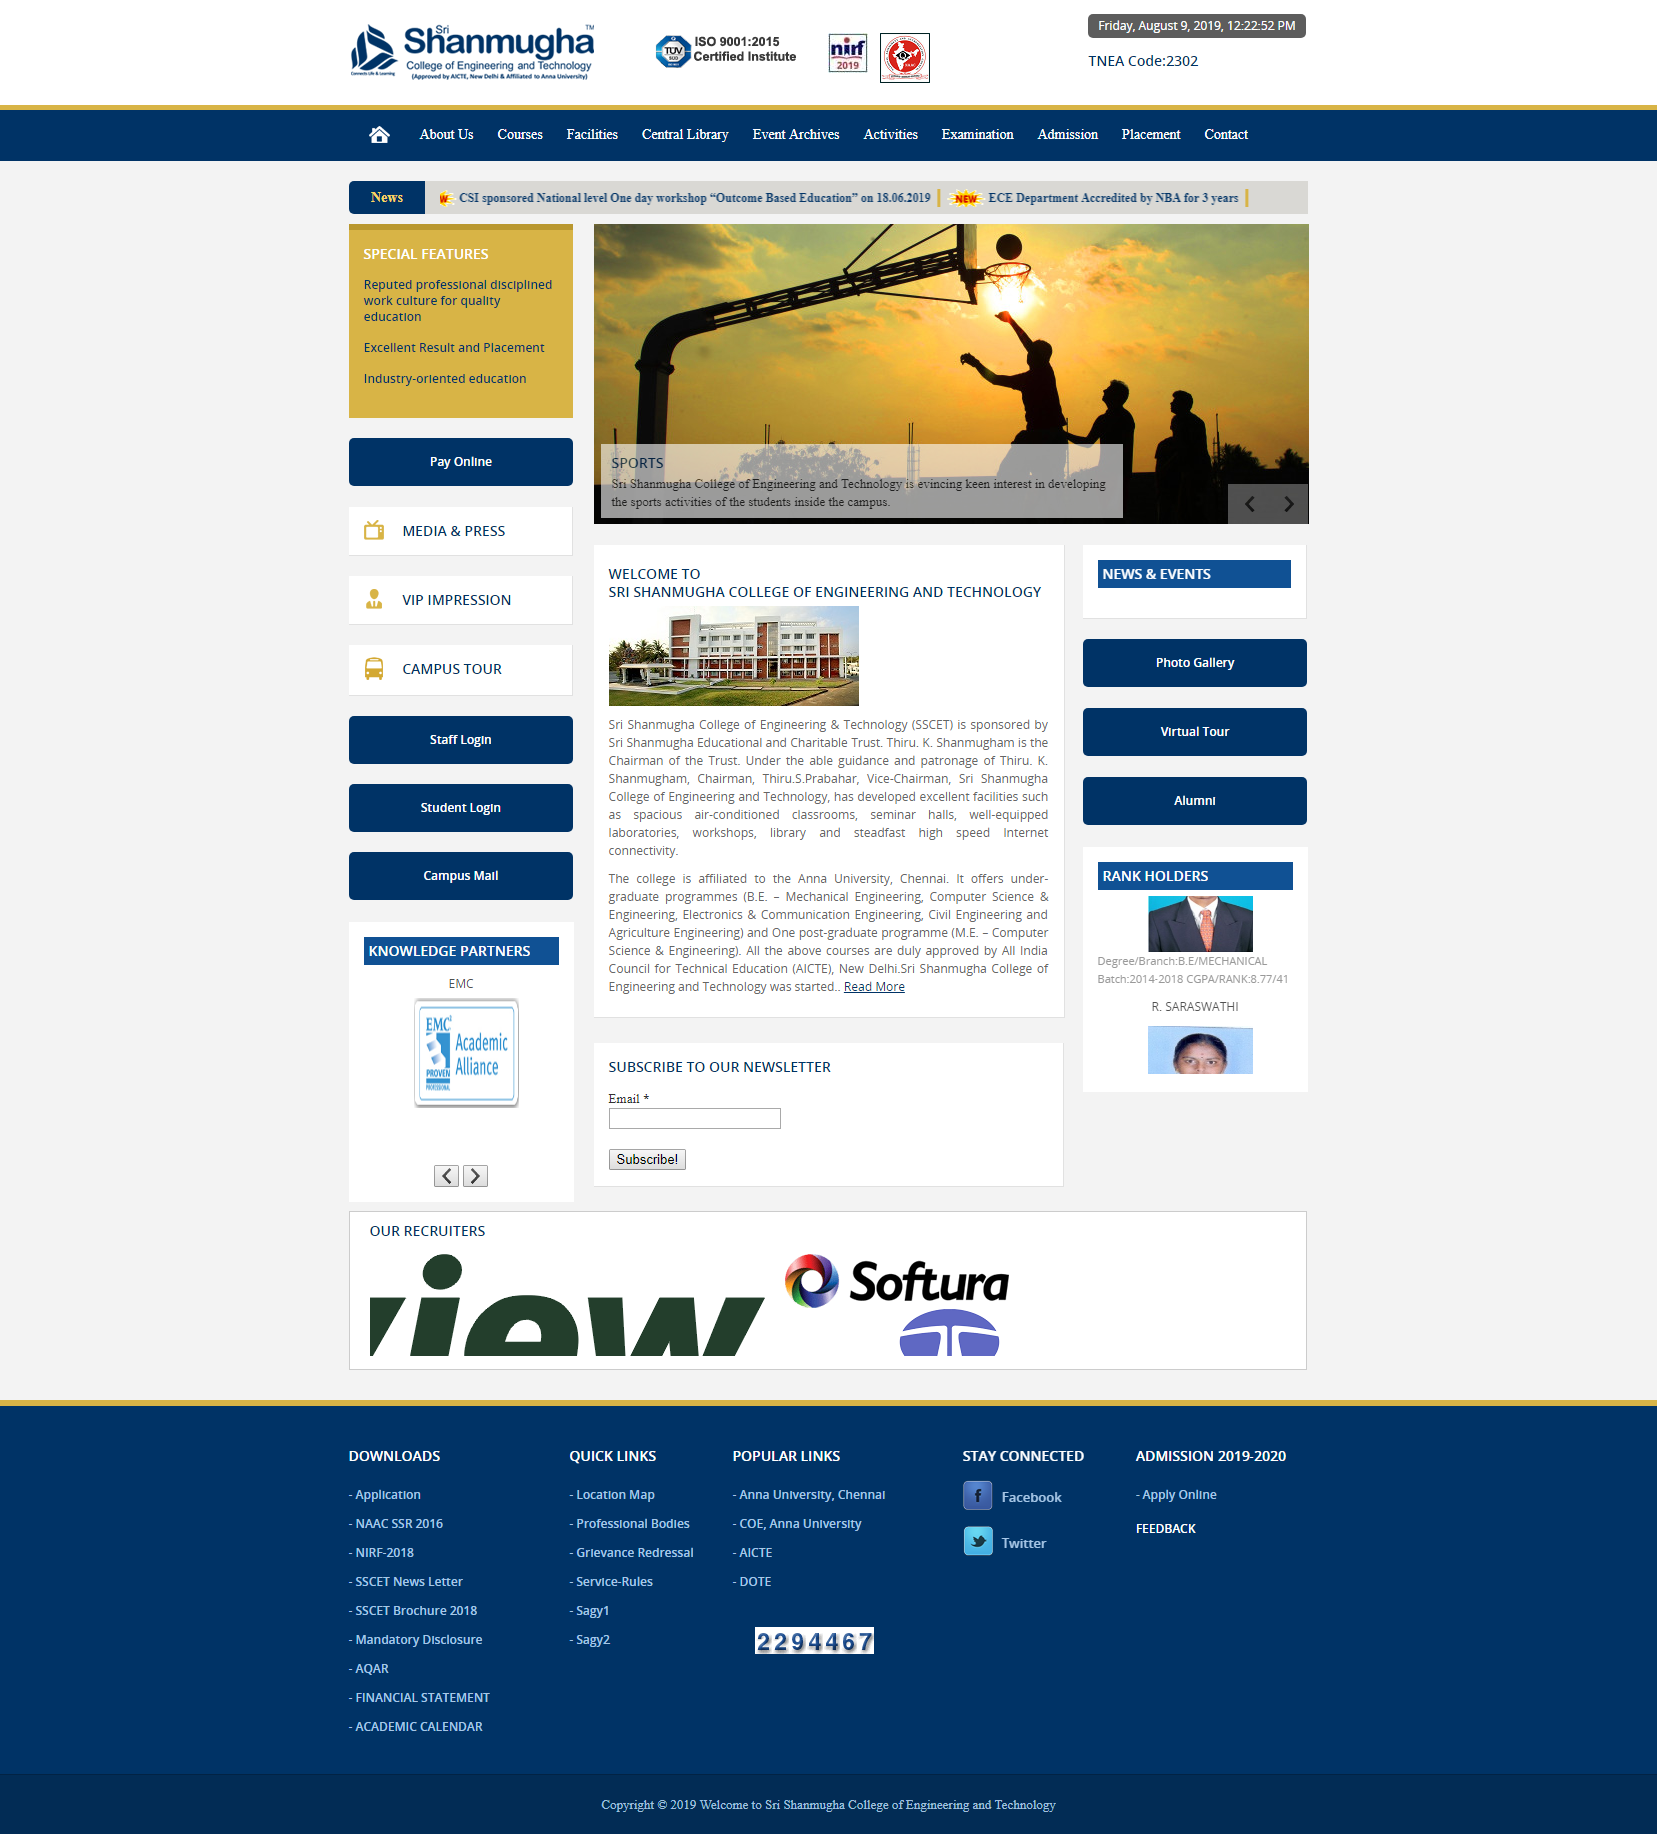 Sri
Shanmugha
TM
College of Engineering and Technology
Connects Life & Learning
(Approved by AICTE, New Delhi & Affiliated to Anna University)
TUV
SUD
ISO 9001:2015
Certified Institute
nirf
2019
Friday, August 9, 2019, 12:22:52 PM
TNEA Code:2302
About Us Courses Facilities Central Library Event Archives Activities Examination Admission Placement Contact
News
CSI sponsored National level One day workshop “Outcome Based Education” on 18.06.2019 NEW ECE Department Accredited by NBA for 3 years
SPECIAL FEATURES
Reputed professional disciplined
work culture for quality
education
Excellent Result and Placement
Industry-oriented education
Pay Online
MEDIA & PRESS
VIP IMPRESSION
CAMPUS TOUR
Staff Login
Student Login
Campus Mail
KNOWLEDGE PARTNERS
EMC
EMC2
Academic
Alliance
PROVEN
PROFESSIONAL
SPORTS
Sri Shanmugha College of Engineering and Technology is evincing keen interest in developing
the sports activities of the students inside the campus.
WELCOME TO
SRI SHANMUGHA COLLEGE OF ENGINEERING AND TECHNOLOGY
Sri Shanmugha College of Engineering & Technology (SSCET) is sponsored by
Sri Shanmugha Educational and Charitable Trust. Thiru. K. Shanmugham is the
Chairman of the Trust. Under the able guidance and patronage of Thiru. K.
Shanmugham, Chairman, Thiru.S.Prabahar, Vice-Chairman, Sri Shanmugha
College of Engineering and Technology, has developed excellent facilities such
as spacious air-conditioned classrooms, seminar halls, well-equipped
laboratories, workshops, library and steadfast high speed Internet
connectivity.
The college is affiliated to the Anna University, Chennai. It offers under-
graduate programmes (B.E. – Mechanical Engineering, Computer Science &
Engineering, Electronics & Communication Engineering, Civil Engineering and
Agriculture Engineering) and One post-graduate programme (M.E. – Computer
Science & Engineering). All the above courses are duly approved by All India
Council for Technical Education (AICTE), New Delhi.Sri Shanmugha College of
Engineering and Technology was started.. Read More
SUBSCRIBE TO OUR NEWSLETTER
Email *
Subscribe!
NEWS & EVENTS
Photo Gallery
Virtual Tour
Alumni
RANK HOLDERS
Degree/Branch:B.E/MECHANICAL
Batch:2014-2018 CGPA/RANK:8.77/41
R. SARASWATHI
OUR RECRUITERS
view
Softura
DOWNLOADS
- Application
- NAAC SSR 2016
- NIRF-2018
- SSCET News Letter
- SSCET Brochure 2018
- Mandatory Disclosure
- AQAR
- FINANCIAL STATEMENT
- ACADEMIC CALENDAR
QUICK LINKS
- Location Map
- Professional Bodies
- Grievance Redressal
- Service-Rules
- Sagy1
- Sagy2
POPULAR LINKS
- Anna University, Chennai
- COE, Anna University
- AICTE
- DOTE
2294467
STAY CONNECTED
Facebook
Twitter
ADMISSION 2019-2020
- Apply Online
FEEDBACK
Copyright © 2019 Welcome to Sri Shanmugha College of Engineering and Technology